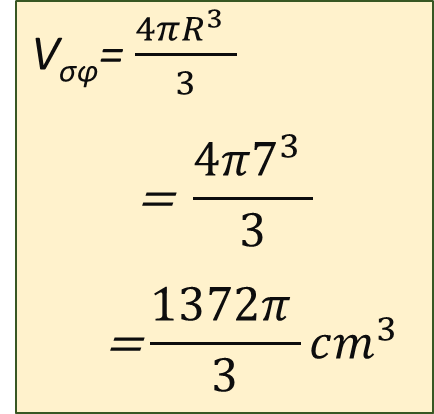 V_σφ = 4πR³/3
= 4π7³/3
= 1372π/3 cm³